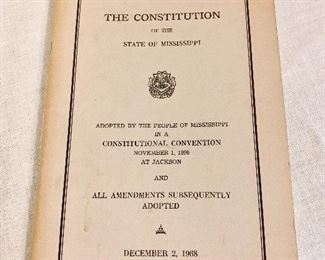 THE CONSTITUTION
OF THE
STATE OF MISSISSIPPI
ADOPTED BY THE PEOPLE OF MISSISSIPPI
IN A
CONSTITUTIONAL CONVENTION
NOVEMBER 1, 1890
AT JACKSON
AND
ALL AMENDMENTS SUBSEQUENTLY
ADOPTED
DECEMBER 2, 1968